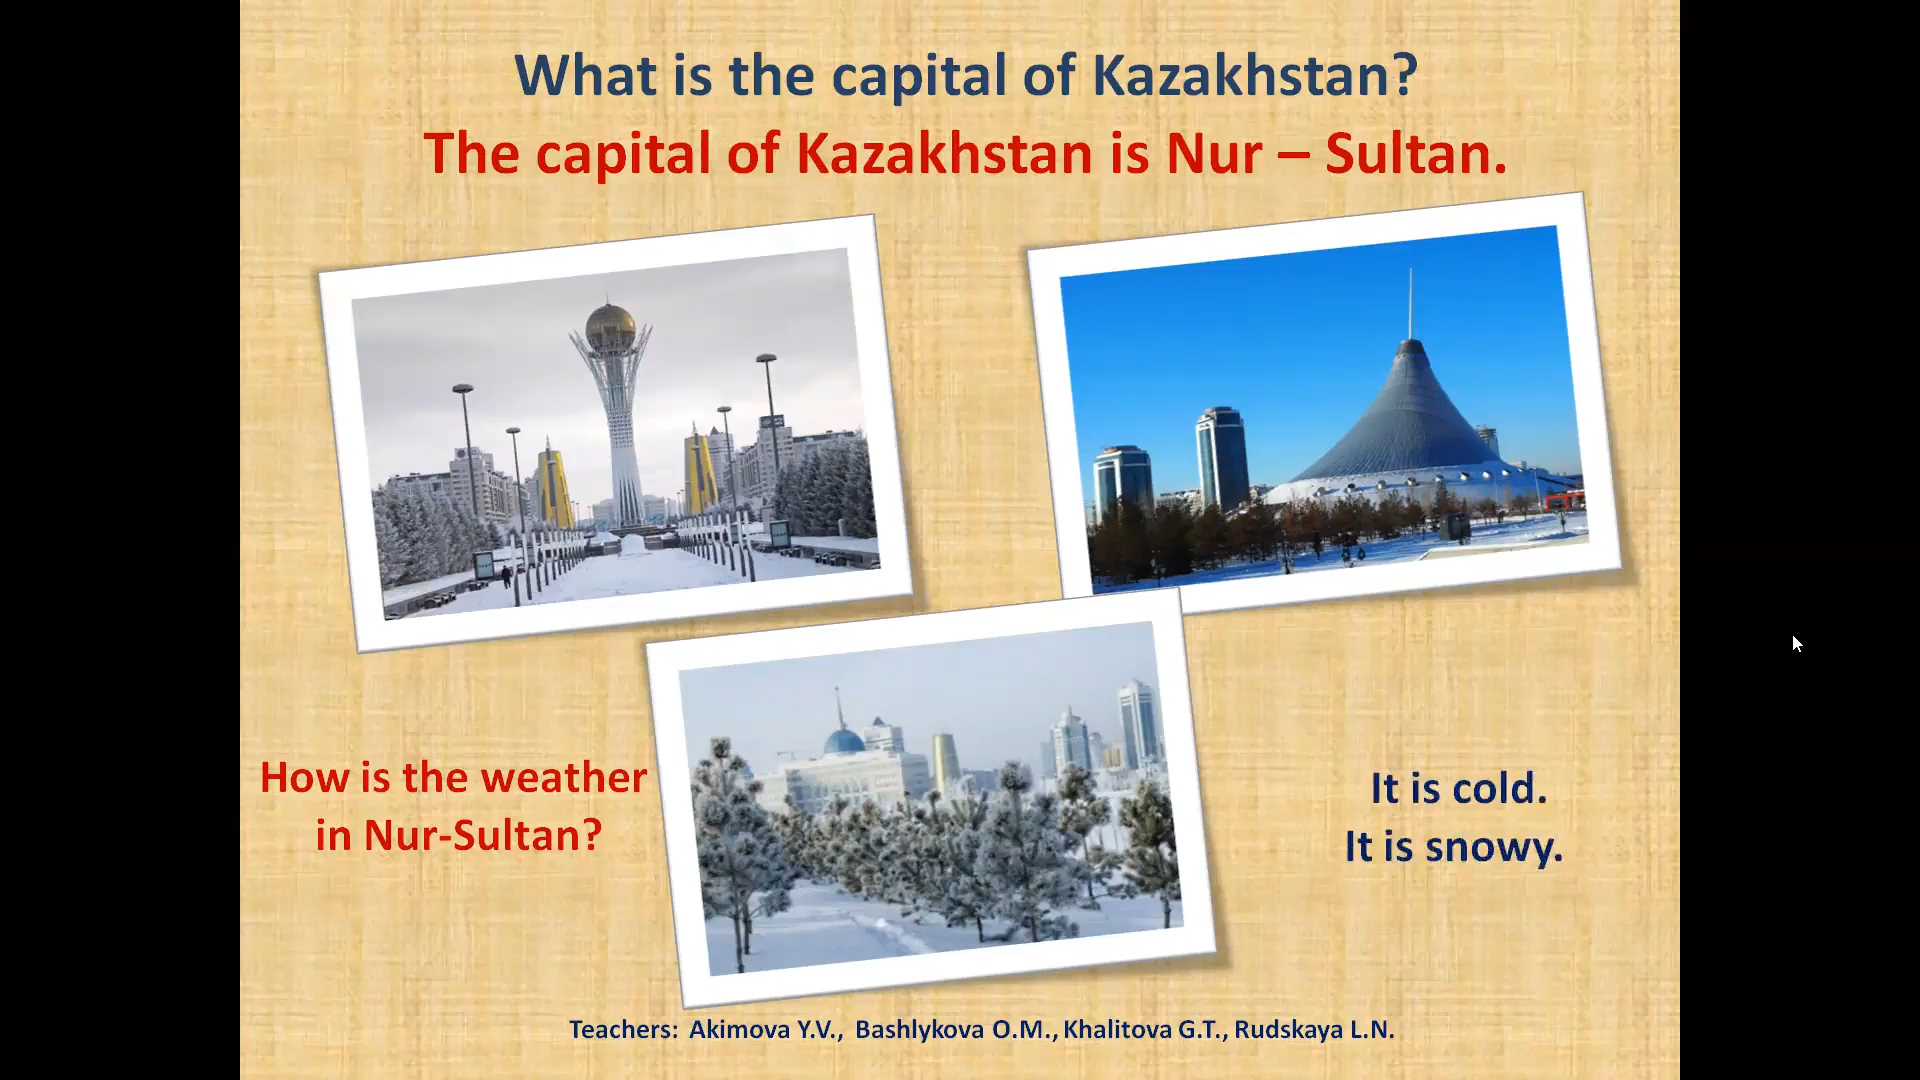 What is the capital of Kazakhstan?
The capital of Kazakhstan is Nur – Sultan.
How is the weather
in Nur-Sultan?
It is cold.
It is snowy.
Teachers: Akimova Y.V., Bashlykova O.M., Khalitova G.T., Rudskaya L.N.